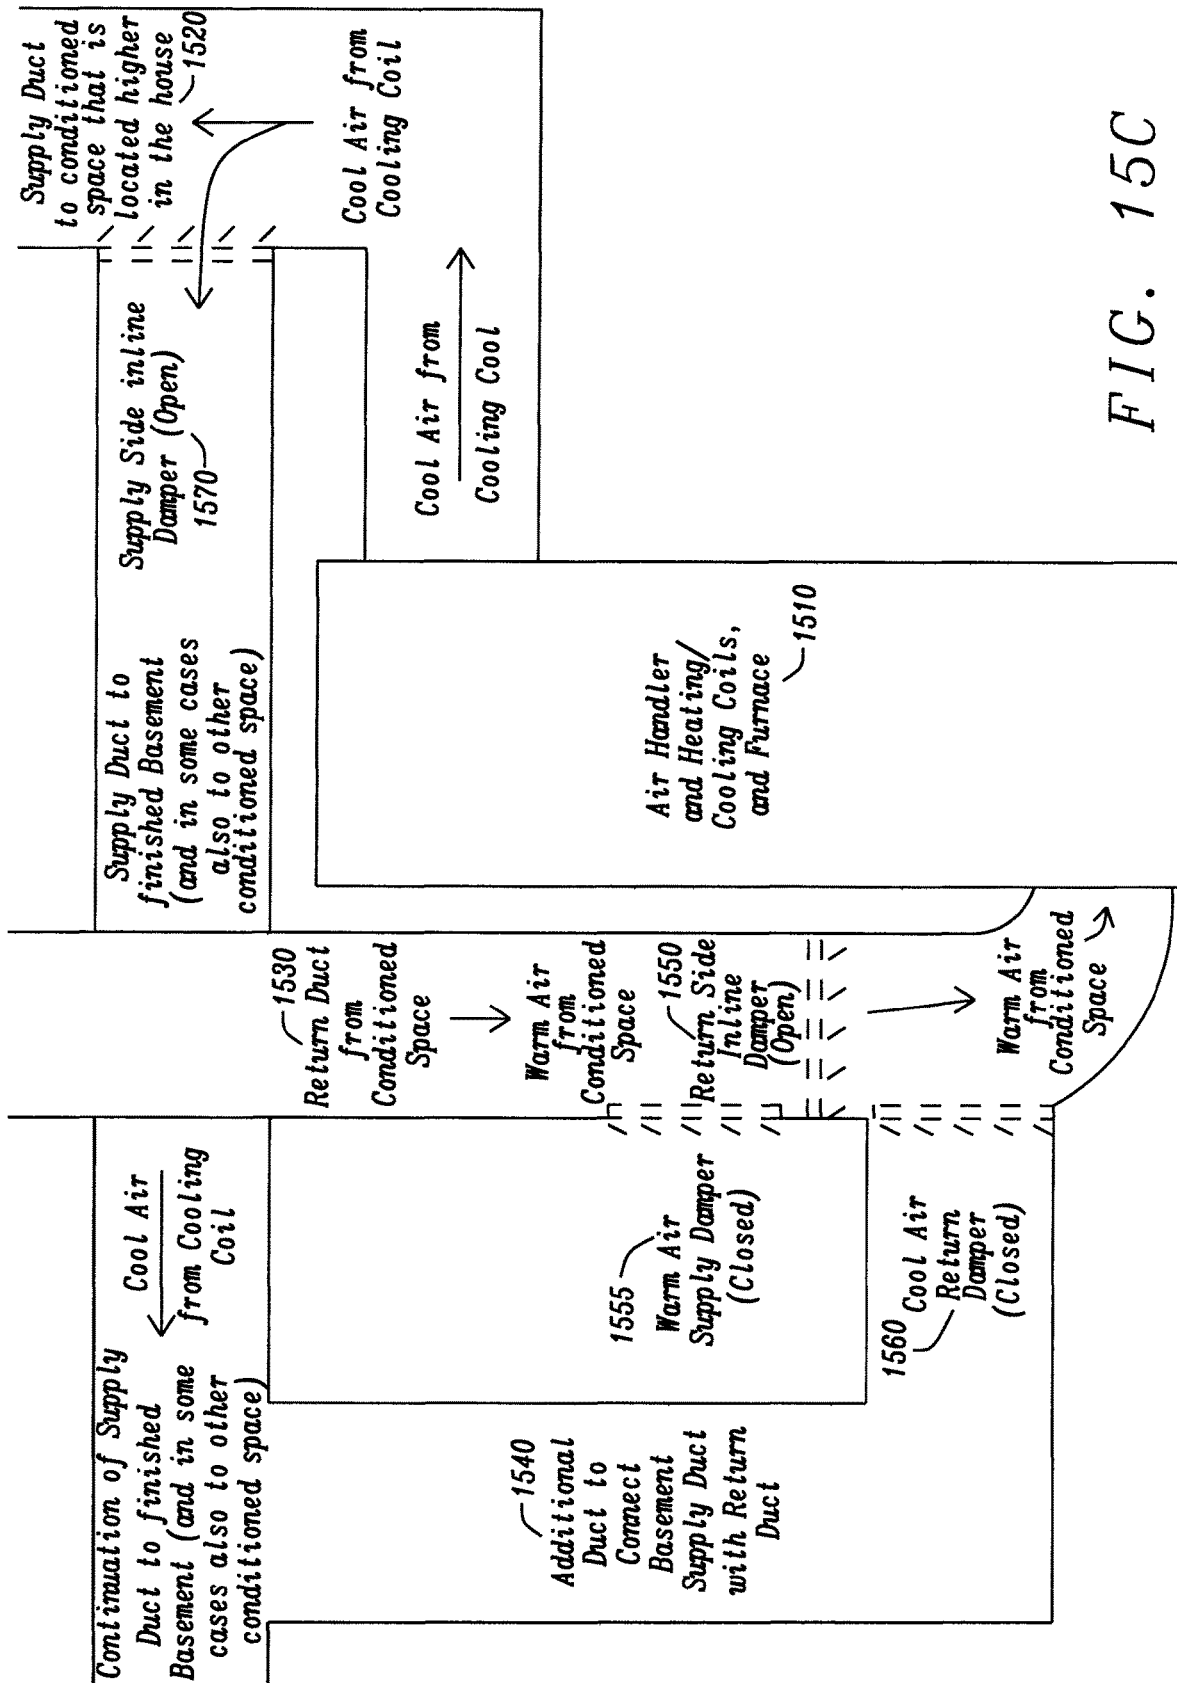 Continuation of Supply
Duct to finished
Basement (and in some
cases also to other
conditioned space)
Cool Air
from Cooling
Coil
Supply Duct to
finished Basement
(and in some cases
also to other
conditioned space)
Supply Side inline
Damper (Open)
1570
Supply Duct
to conditioned
space that is
located higher
in the house
1520
Cool Air from
Cooling Coil
Cool Air from
Cooling Cool
1530
Return Duct
from
Conditioned
Space
Warm Air
from
Conditioned
Space
1550
Return Side
Inline
Damper
(Open)
Warm Air
from
Conditioned
Space
1540
Additional
Duct to
Connect
Basement
Supply Duct
with Return
Duct
1555
Warm Air
Supply Damper
(Closed)
1560
Cool Air
Return
Damper
(Closed)
Air Handler
and Heating/
Cooling Coils,
and Furnace
1510
FIG. 15C